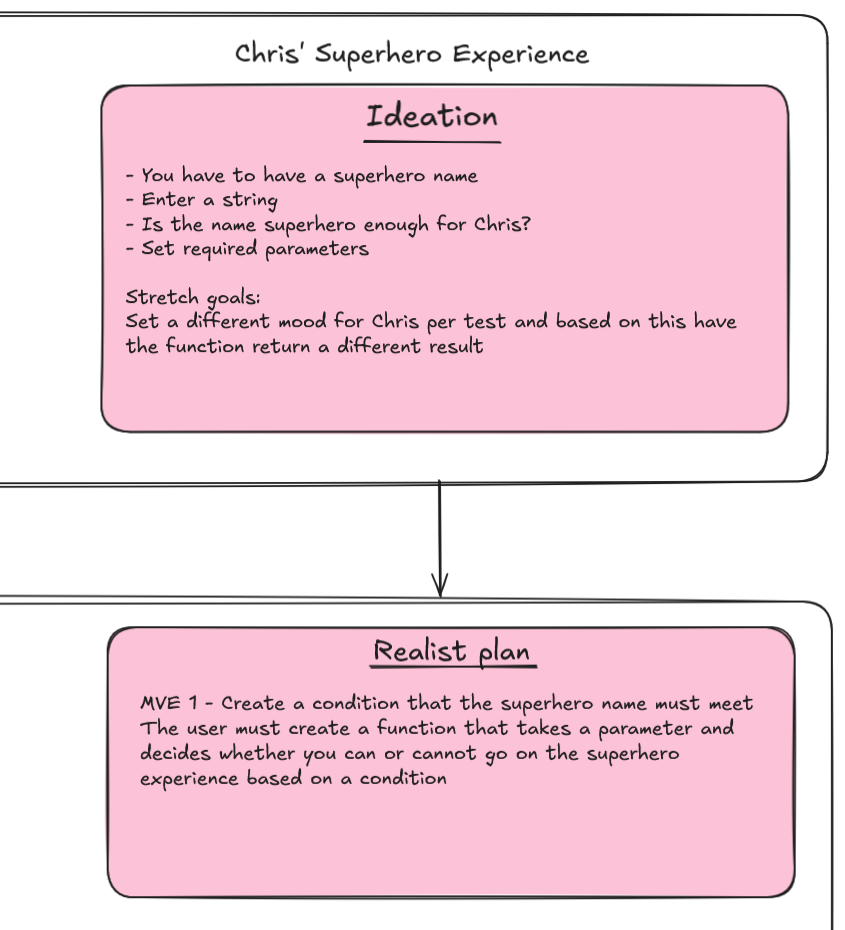 Chris' Superhero Experience
Ideation
- You have to have a superhero name
- Enter a string
- Is the name superhero enough for Chris?
- Set required parameters
Stretch goals:
Set a different mood for Chris per test and based on this have
the function return a different result
Realist plan
MVE 1 - Create a condition that the superhero name must meet
The user must create a function that takes a parameter and
decides whether you can or cannot go on the superhero
experience based on a condition